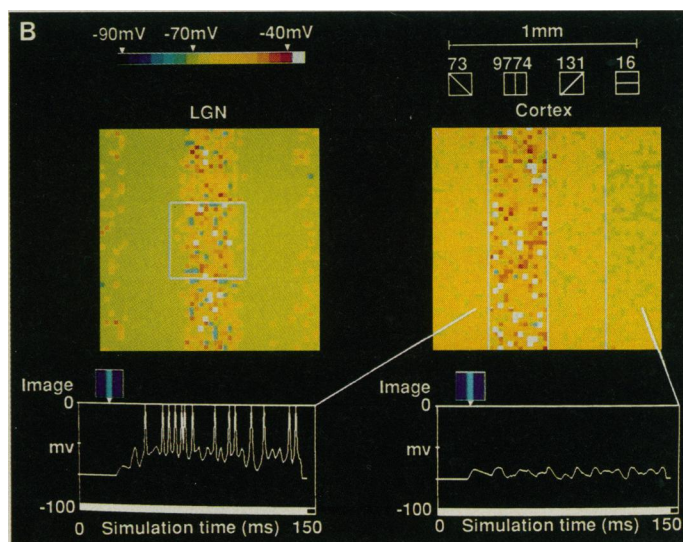 B
-90mV -70mV -40mV
1mm
73 9774 131 16
LGN
Cortex
Image
0
mv
-100
0 Simulation time (ms) 150
Image
0
mv
-100
0 Simulation time (ms) 150